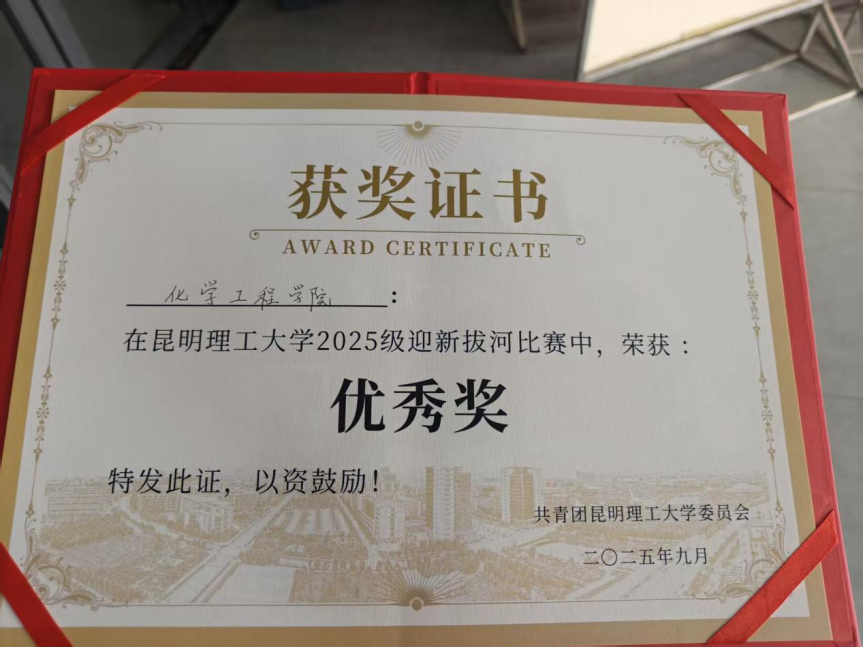 获奖证书
AWARD CERTIFICATE
化学工程学院：
在昆明理工大学2025级迎新拔河比赛中，荣获：
优秀奖
特发此证，以资鼓励！
共青团昆明理工大学委员会
二〇二五年九月